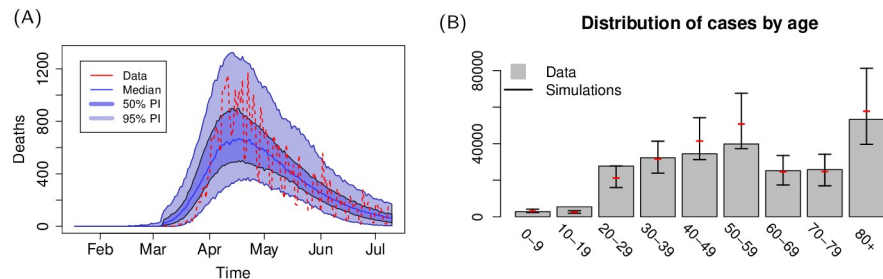 (A)
Data
Median
50% PI
95% PI
Deaths
0
400
800
1200
Feb
Mar
Apr
May
Jun
Jul
Time
(B)
Distribution of cases by age
Data
Simulations
0
40000
80000
0−9
10−19
20−29
30−39
40−49
50−59
60−69
70−79
80+